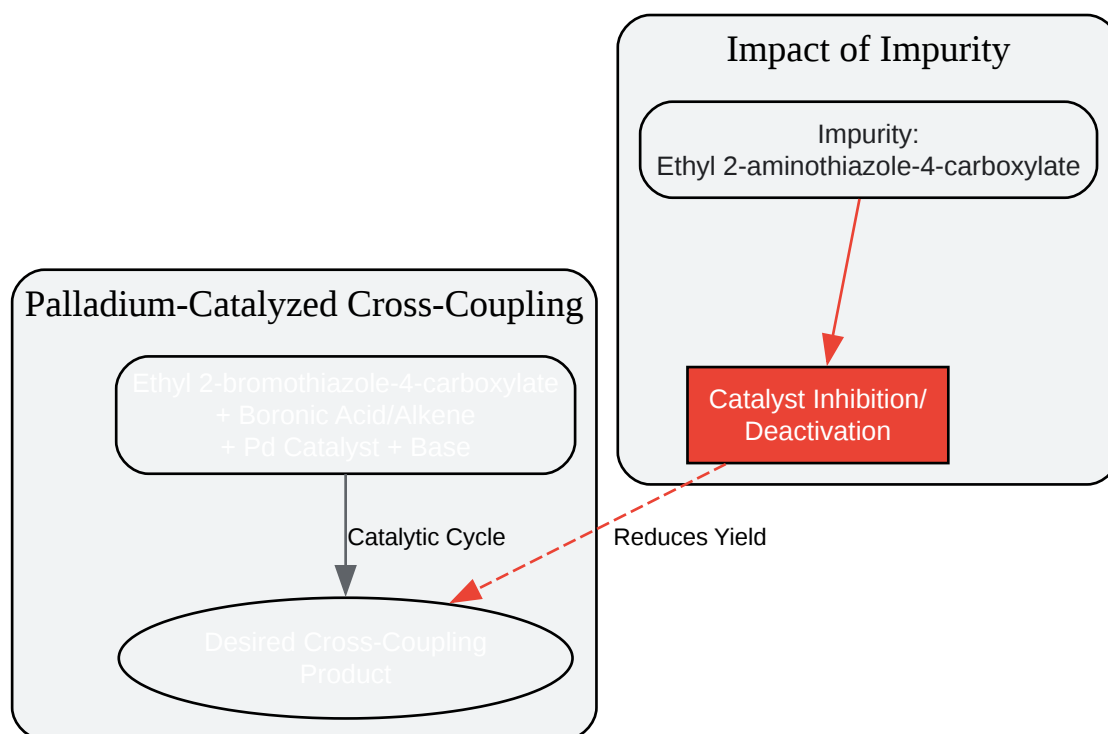 Impact of Impurity
Impurity:
Ethyl 2-aminothiazole-4-carboxylate
Palladium-Catalyzed Cross-Coupling
Ethyl 2-bromothiazole-4-carboxylate
+ Boronic Acid/Alkene
+ Pd Catalyst + Base
Catalyst Inhibition/
Deactivation
Catalytic Cycle
Reduces Yield
Desired Cross-Coupling
Product